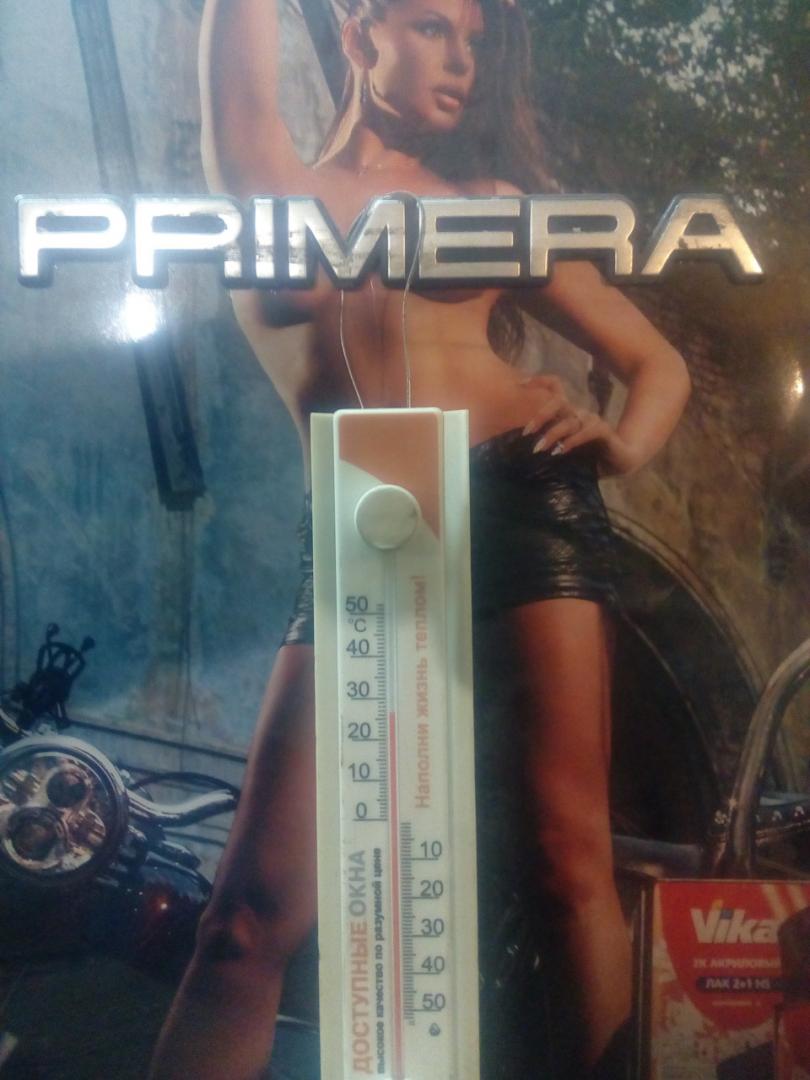 PRIMERA
50
°C
40
30
20
10
0
10
20
30
40
50
Наполни жизнь теплом!
ДОСТУПНЫЕ ОКНА
высокое качество по разумной цене
Vika
2К АКРИЛОВЫЙ
ЛАК 2+1 HS